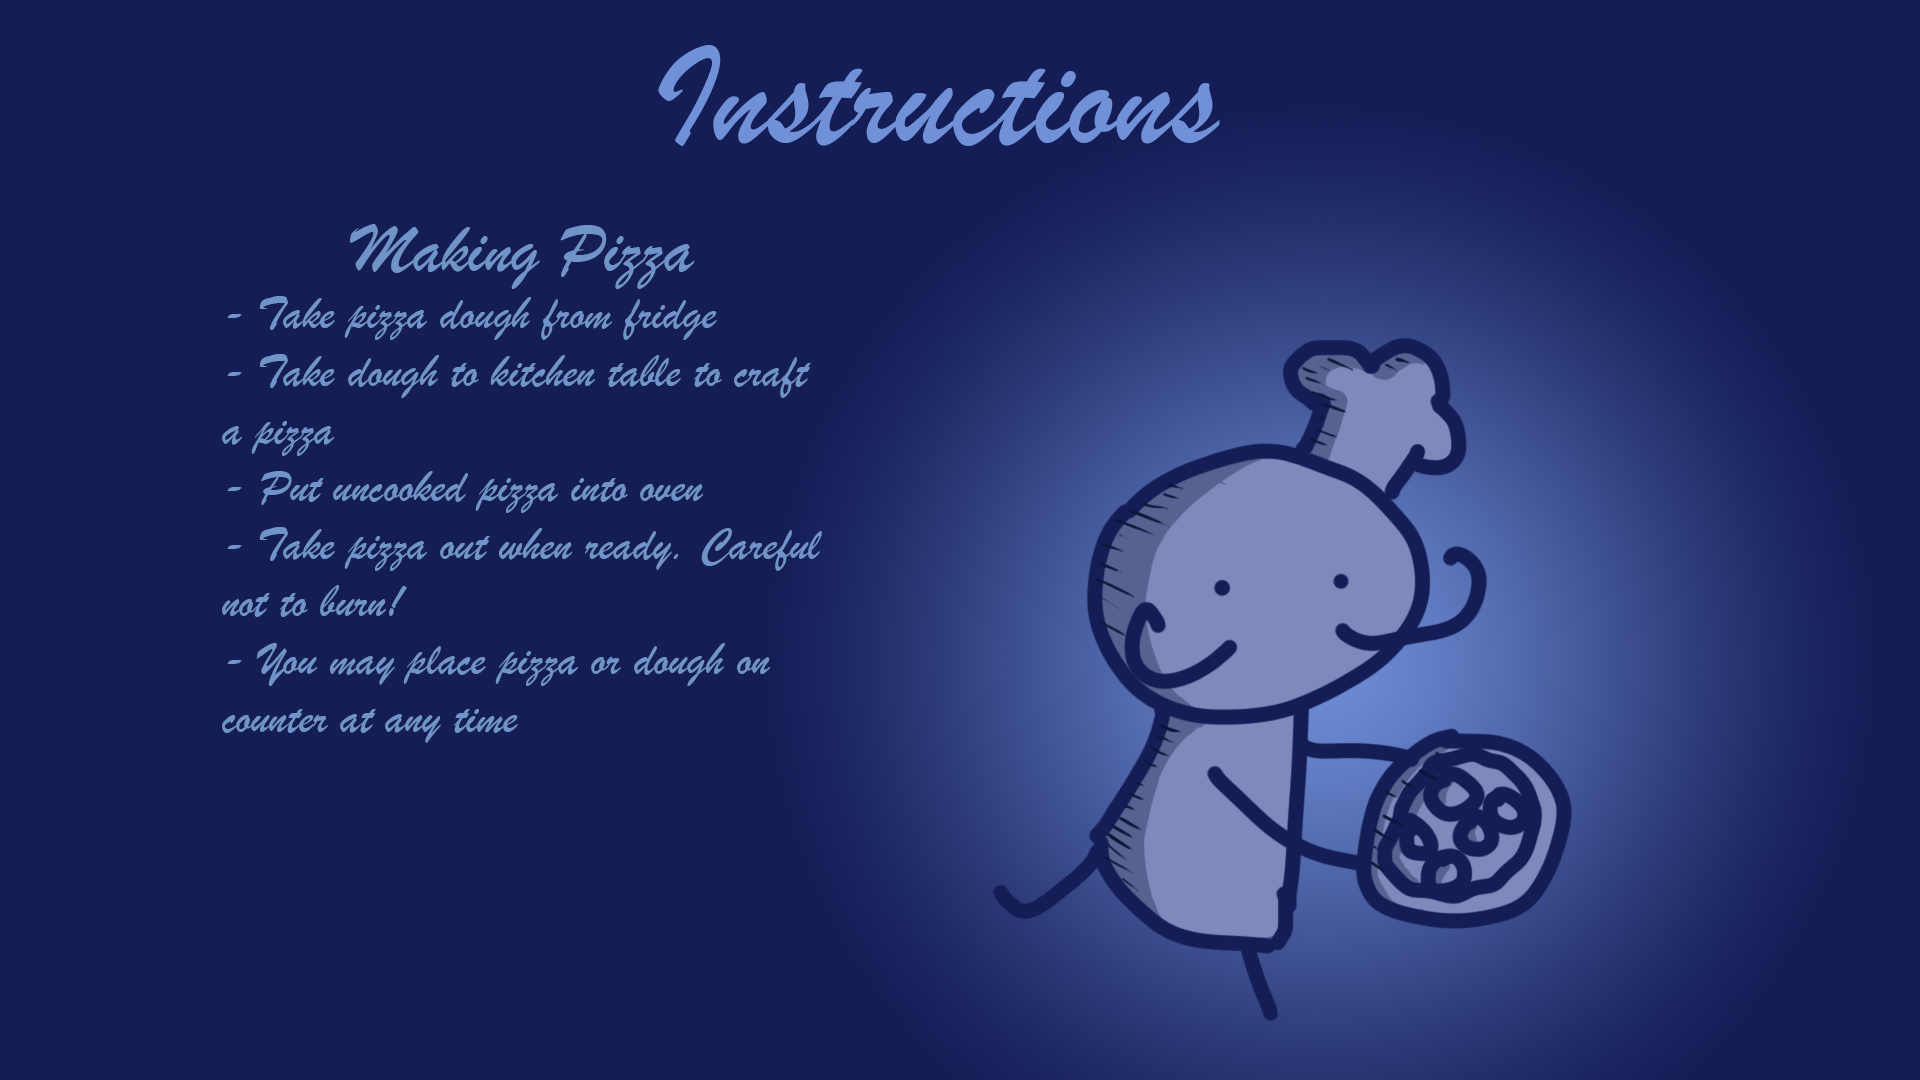 Instructions
Making Pizza
- Take pizza dough from fridge
- Take dough to kitchen table to craft
a pizza
- Put uncooked pizza into oven
- Take pizza out when ready. Careful
not to burn!
- You may place pizza or dough on
counter at any time